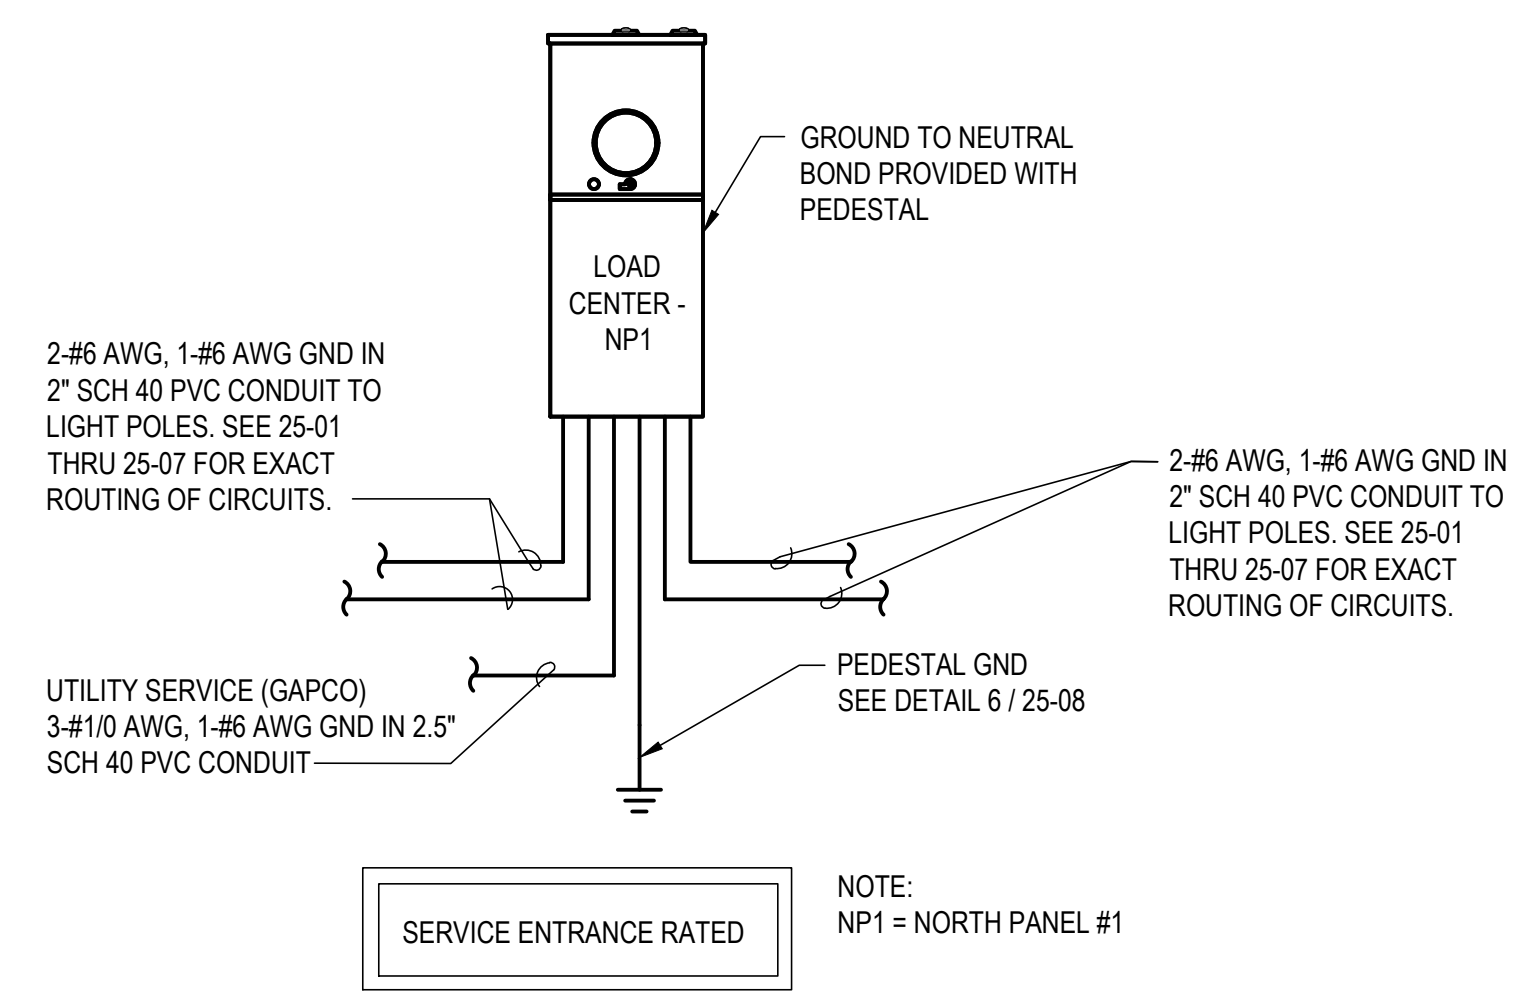 GROUND TO NEUTRAL
BOND PROVIDED WITH
PEDESTAL
LOAD
CENTER -
NP1
2-#6 AWG, 1-#6 AWG GND IN
2" SCH 40 PVC CONDUIT TO
LIGHT POLES. SEE 25-01
THRU 25-07 FOR EXACT
ROUTING OF CIRCUITS.
2-#6 AWG, 1-#6 AWG GND IN
2" SCH 40 PVC CONDUIT TO
LIGHT POLES. SEE 25-01
THRU 25-07 FOR EXACT
ROUTING OF CIRCUITS.
UTILITY SERVICE (GAPCO)
3-#1/0 AWG, 1-#6 AWG GND IN 2.5"
SCH 40 PVC CONDUIT
PEDESTAL GND
SEE DETAIL 6 / 25-08
SERVICE ENTRANCE RATED
NOTE:
NP1 = NORTH PANEL #1